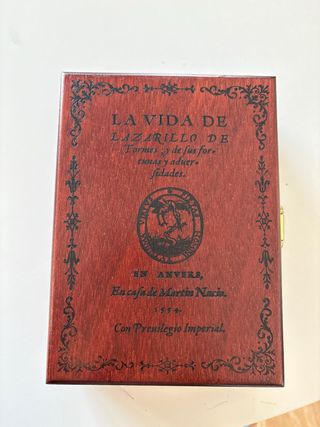 LA VIDA DE
LAZARILLO DE
Tormes, y de sus for-
tunas y aduer-
sidades.
EN ANVERS,
En casa de Martin Nucio.
1554.
Con Preuilegio Imperial.